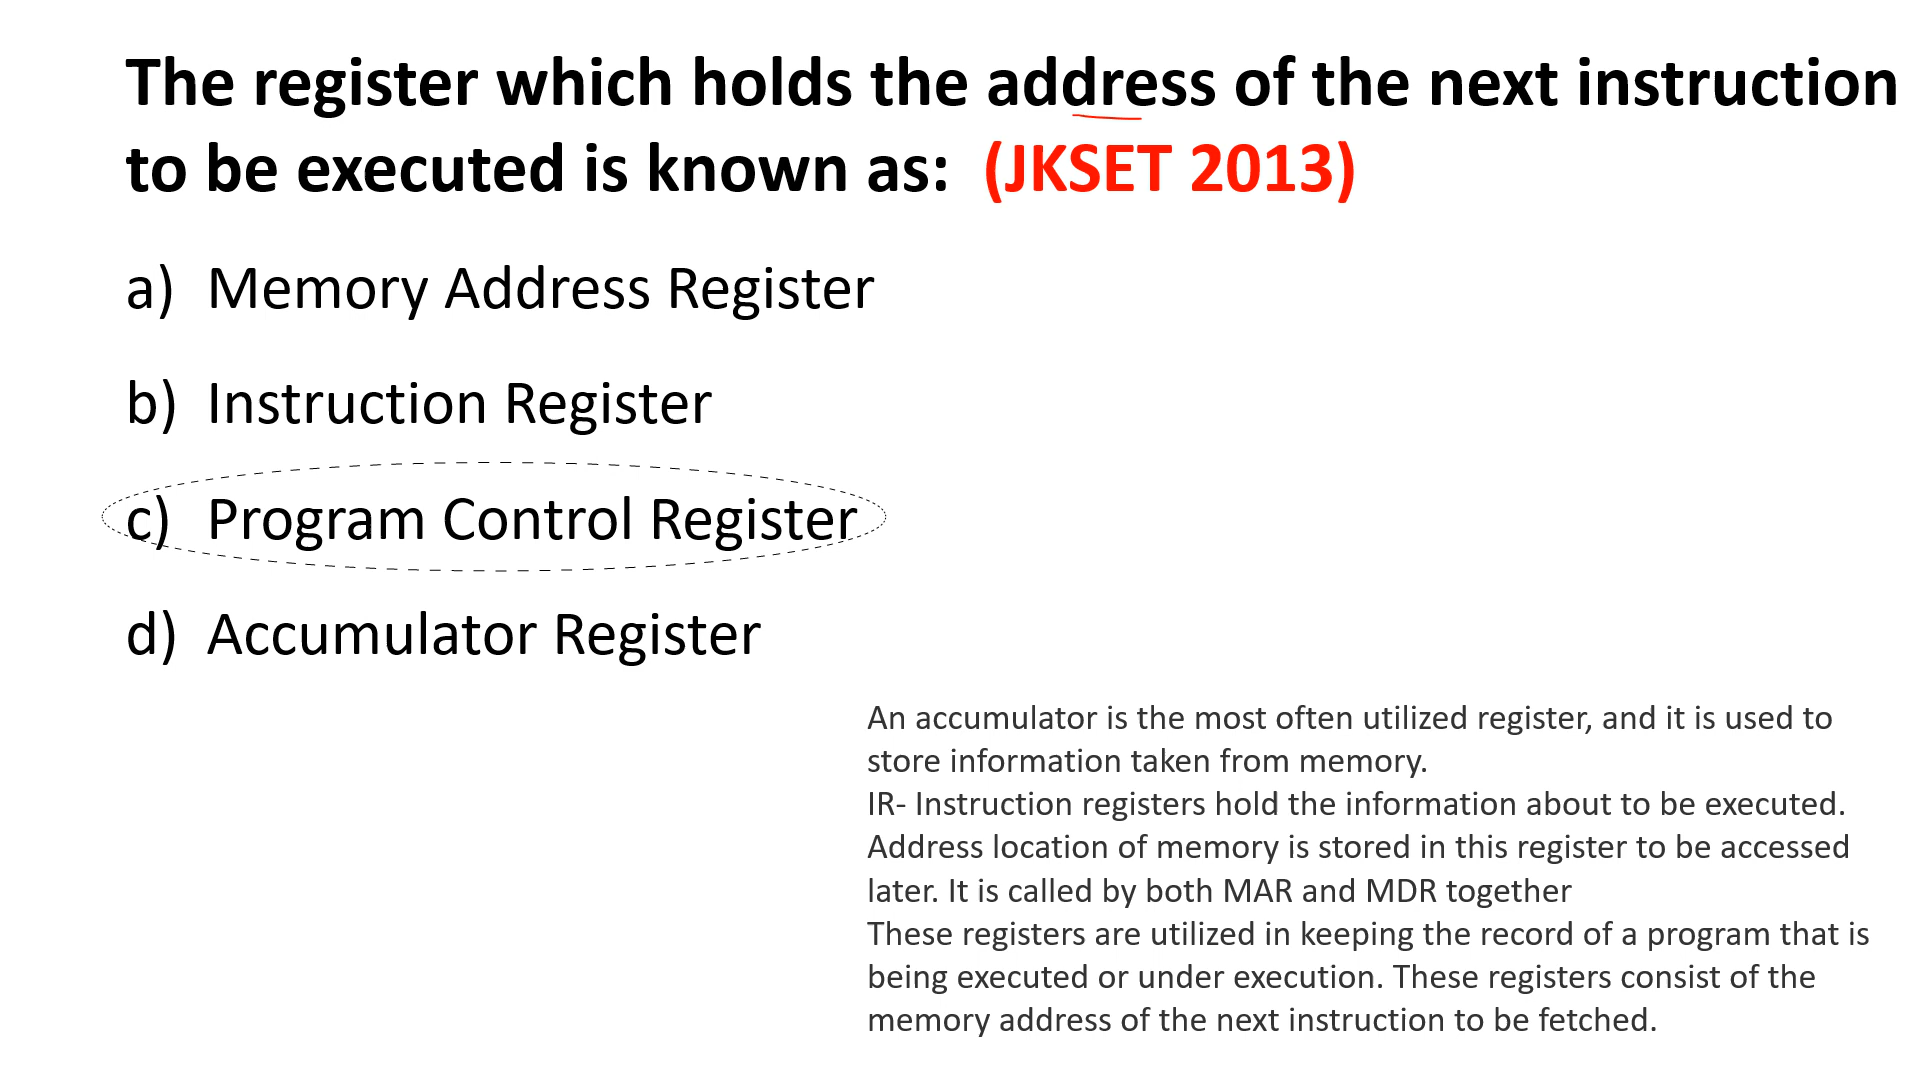 The register which holds the address of the next instruction
to be executed is known as: (JKSET 2013)
a) Memory Address Register
b) Instruction Register
c) Program Control Register
d) Accumulator Register
An accumulator is the most often utilized register, and it is used to
store information taken from memory.
IR- Instruction registers hold the information about to be executed.
Address location of memory is stored in this register to be accessed
later. It is called by both MAR and MDR together
These registers are utilized in keeping the record of a program that is
being executed or under execution. These registers consist of the
memory address of the next instruction to be fetched.